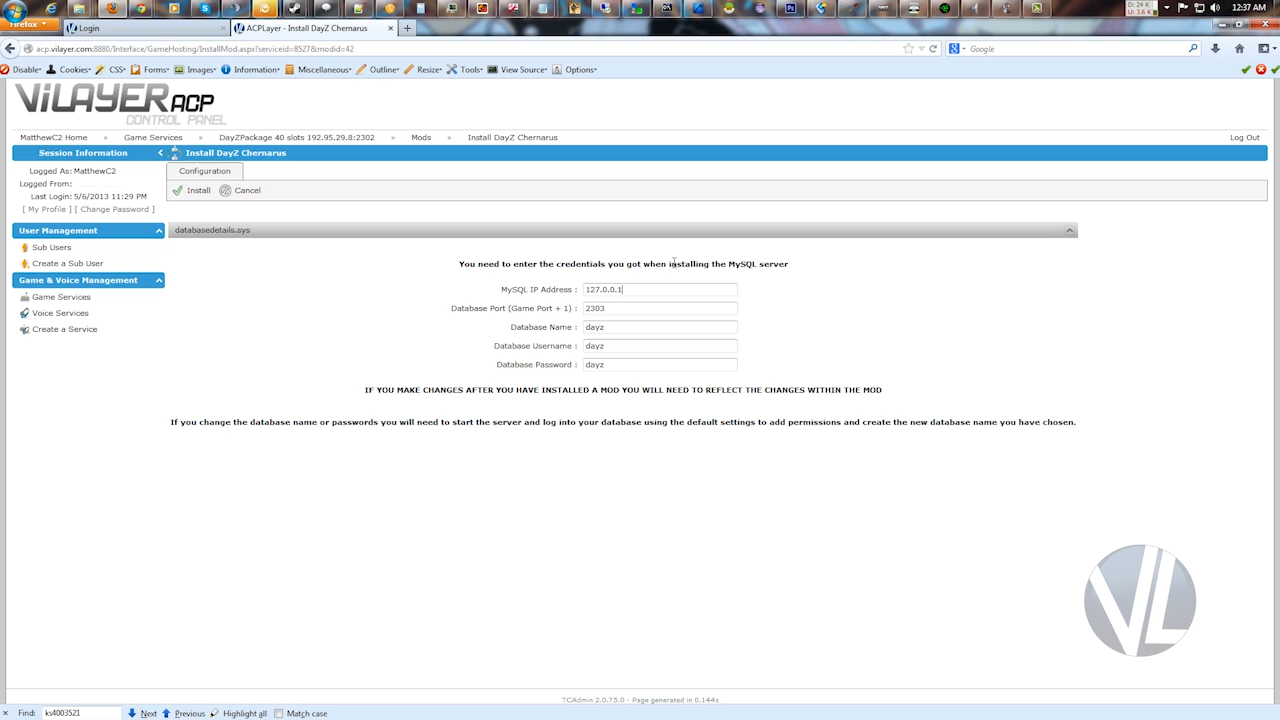 12:37 AM
D: 24 K
U: 3.6 K
Firefox
Login
ACPLayer - Install DayZ Chernarus
acp.vilayer.com:8880/Interface/GameHosting/InstallMod.aspx?serviceid=8527&modid=42
Google
Disable Cookies CSS Forms Images Information Miscellaneous Outline Resize Tools View Source Options
ViLAYER ACP
CONTROL PANEL
MatthewC2 Home » Game Services » DayZPackage 40 slots 192.95.29.8:2302 » Mods » Install DayZ Chernarus Log Out
Session Information
Install DayZ Chernarus
Logged As: MatthewC2
Logged From:
Last Login: 5/6/2013 11:29 PM
[ My Profile ] [ Change Password ]
Configuration
Install Cancel
User Management
Sub Users
Create a Sub User
Game & Voice Management
Game Services
Voice Services
Create a Service
databasedetails.sys
You need to enter the credentials you got when installing the MySQL server
MySQL IP Address : 127.0.0.1
Database Port (Game Port + 1) : 2303
Database Name : dayz
Database Username : dayz
Database Password : dayz
IF YOU MAKE CHANGES AFTER YOU HAVE INSTALLED A MOD YOU WILL NEED TO REFLECT THE CHANGES WITHIN THE MOD
If you change the database name or passwords you will need to start the server and log into your database using the default settings to add permissions and create the new database name you have chosen.
VL
TCAdmin 2.0.75.0 - Page generated in 0.144s
Find: ks4003521 Next Previous Highlight all Match case